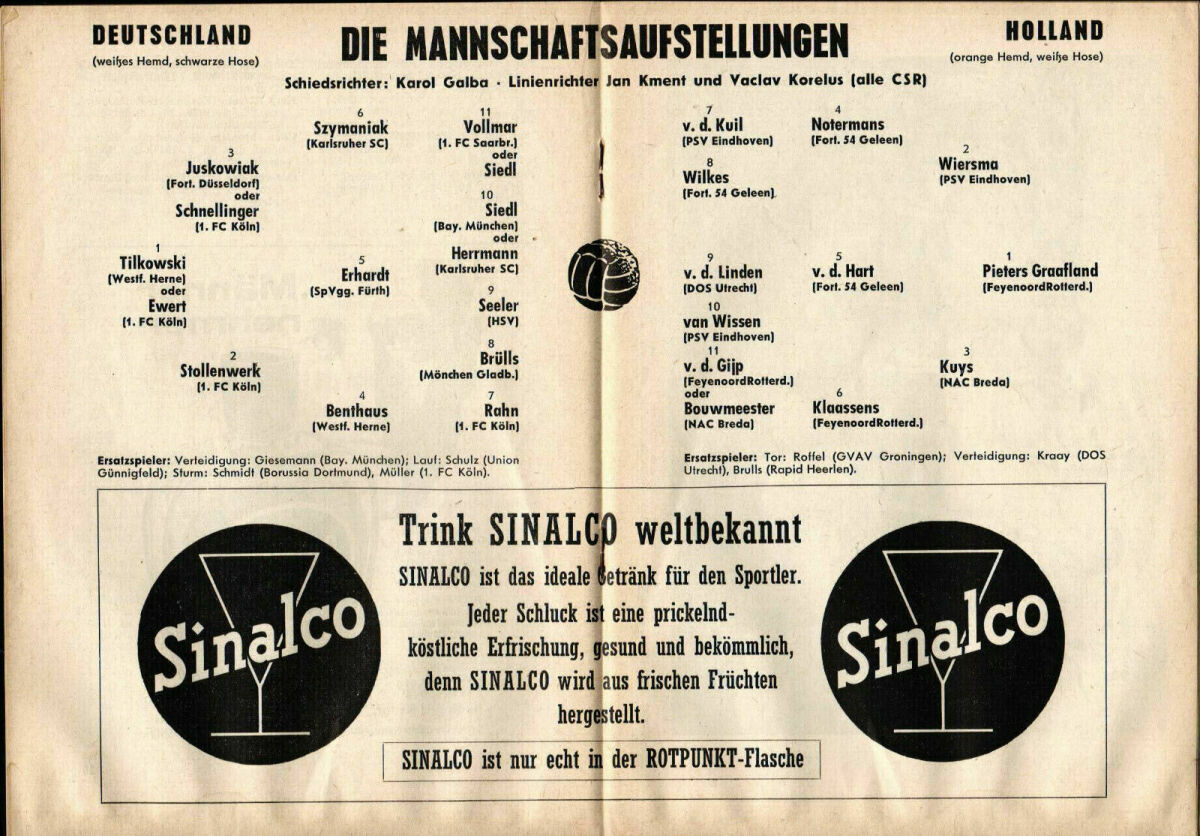 DEUTSCHLAND
(weißes Hemd, schwarze Hose)
DIE MANNSCHAFTSAUFSTELLUNGEN
HOLLAND
(orange Hemd, weiße Hose)
Schiedsrichter: Karol Galba · Linienrichter Jan Kment und Vaclav Korelus (alle CSR)
6
Szymaniak
(Karlsruher SC)
11
Vollmar
(1. FC Saarbr.)
oder
Siedl
3
Juskowiak
(Fort. Düsseldorf)
oder
Schnellinger
(1. FC Köln)
10
Siedl
(Bay. München)
oder
Herrmann
(Karlsruher SC)
1
Tilkowski
(Westf. Herne)
oder
Ewert
(1. FC Köln)
5
Erhardt
(SpVgg. Fürth)
9
Seeler
(HSV)
2
Stollenwerk
(1. FC Köln)
8
Brülls
(Mönchen Gladb.)
4
Benthaus
(Westf. Herne)
7
Rahn
(1. FC Köln)
7
v. d. Kuil
(PSV Eindhoven)
4
Notermans
(Fort. 54 Geleen)
2
Wiersma
(PSV Eindhoven)
8
Wilkes
(Fort. 54 Geleen)
9
v. d. Linden
(DOS Utrecht)
5
v. d. Hart
(Fort. 54 Geleen)
1
Pieters Graafland
(FeyenoordRotterd.)
10
van Wissen
(PSV Eindhoven)
11
v. d. Gijp
(FeyenoordRotterd.)
oder
Bouwmeester
(NAC Breda)
3
Kuys
(NAC Breda)
6
Klaassens
(FeyenoordRotterd.)
Ersatzspieler: Verteidigung: Giesemann (Bay. München); Lauf: Schulz (Union
Günnigfeld); Sturm: Schmidt (Borussia Dortmund), Müller (1. FC Köln).
Ersatzspieler: Tor: Roffel (GVAV Groningen); Verteidigung: Kraay (DOS
Utrecht), Brulls (Rapid Heerlen).
Sinalco
Trink SINALCO weltbekannt
SINALCO ist das ideale Getränk für den Sportler.
Jeder Schluck ist eine prickelnd-
köstliche Erfrischung, gesund und bekömmlich,
denn SINALCO wird aus frischen Früchten
hergestellt.
SINALCO ist nur echt in der ROTPUNKT-Flasche
Sinalco